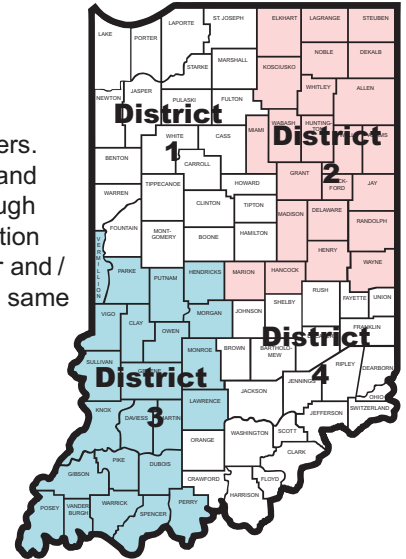 ers.
and
ugh
tion
r and /
same
LAKE
PORTER
LAPORTE
ST. JOSEPH
ELKHART
LAGRANGE
STEUBEN
NOBLE
DEKALB
MARSHALL
STARKE
KOSCIUSKO
NEWTON
JASPER
PULASKI
FULTON
WHITLEY
ALLEN
District
1
WABASH
HUNTING-
MIAMI
District
2
WHITE
CASS
BENTON
CARROLL
GRANT
FORD
JAY
WARREN
TIPPECANOE
HOWARD
CLINTON
TIPTON
MADISON
DELAWARE
RANDOLPH
FOUNTAIN
MONT-
GOMERY
BOONE
HAMILTON
HENRY
WAYNE
VERMILLION
PARKE
PUTNAM
HENDRICKS
MARION
HANCOCK
RUSH
FAYETTE
UNION
SHELBY
MORGAN
JOHNSON
VIGO
CLAY
OWEN
FRANKLIN
District
4
SULLIVAN
MONROE
BROWN
BARTHOLO-
MEW
RIPLEY
DEARBORN
JENNINGS
OHIO
District
3
KNOX
DAVIESS
MARTIN
LAWRENCE
JACKSON
JEFFERSON
SWITZERLAND
ORANGE
WASHINGTON
SCOTT
CLARK
GIBSON
PIKE
DUBOIS
CRAWFORD
FLOYD
HARRISON
POSEY
VANDER
BURGH
WARRICK
SPENCER
PERRY